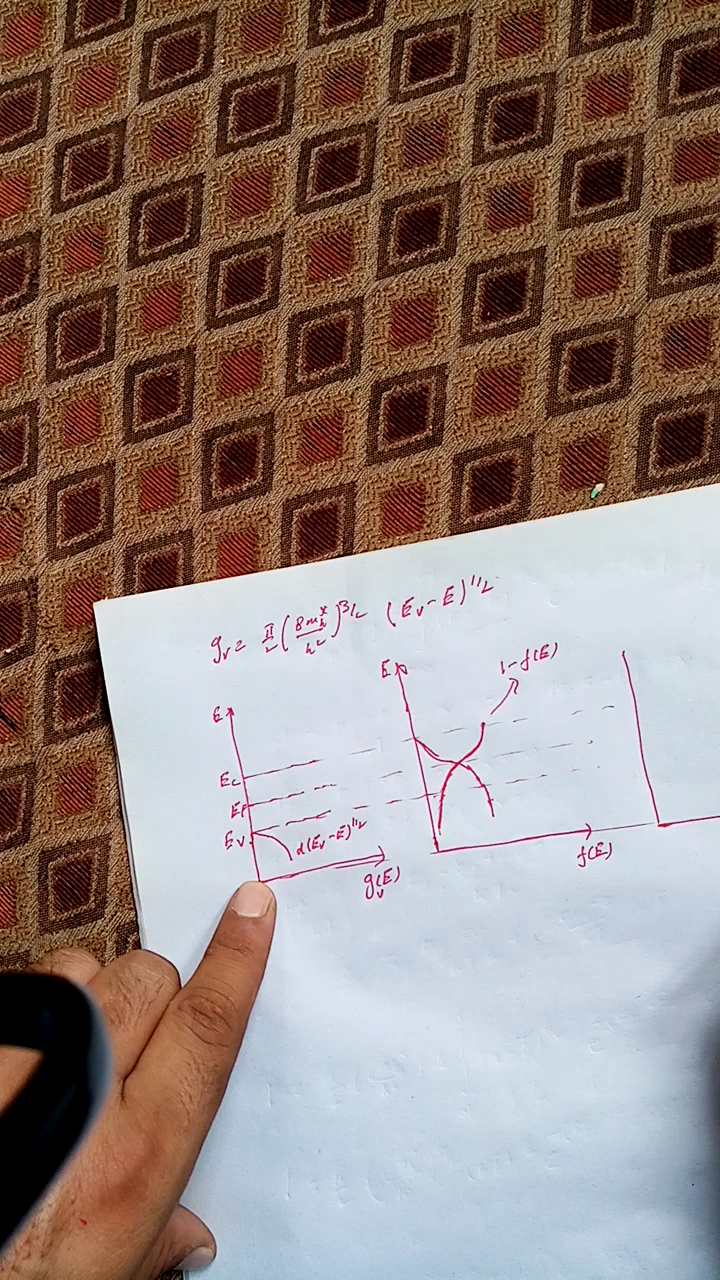 gv = π/2 (8m*h/h²)^3/2 (Ev-E)^1/2
E
1-f(E)
E
Ec
EF
Ev
α(Ev-E)^1/2
f(E)
gv(E)